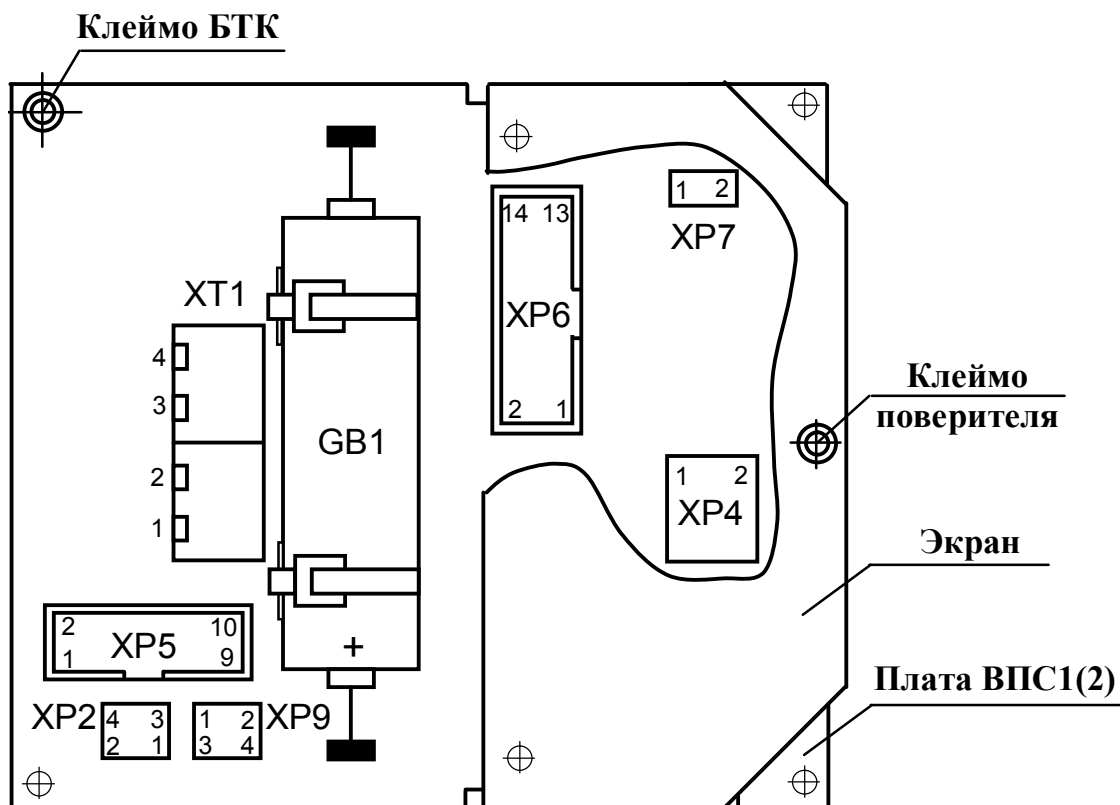 Клеймо БТК
1 2
XP7
14 13
XP6
2 1
XT1
4
3
2
1
GB1
+
Клеймо
поверителя
1 2
XP4
Экран
2 10
XP5
1 9
Плата ВПС1(2)
XP2
4 3
2 1
1 2
3 4
XP9